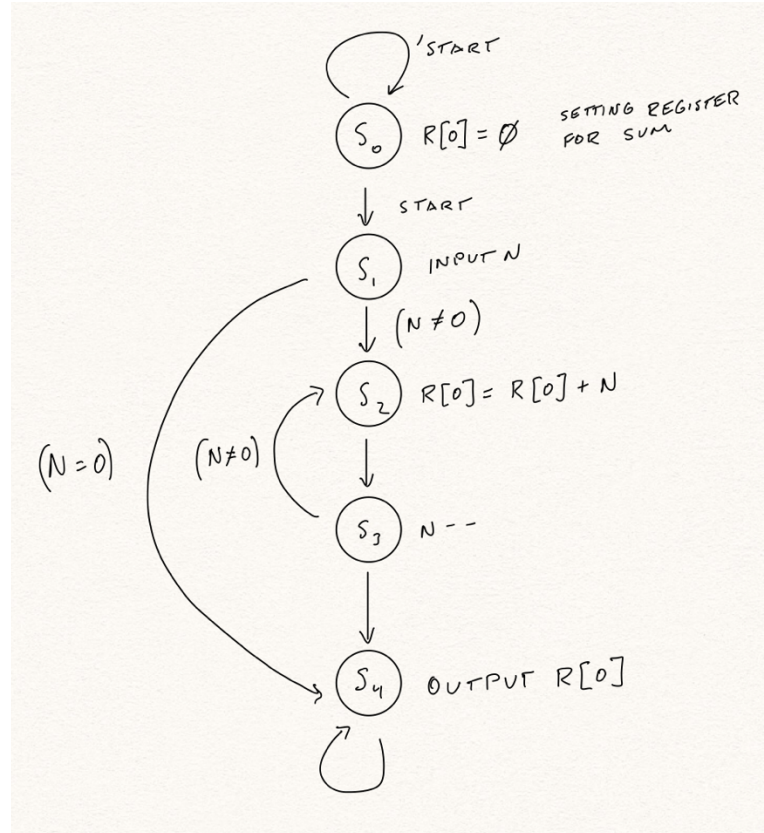 'START
S0 R[0] = Ø SETTING REGISTER
FOR SUM
START
S1 INPUT N
(N ≠ 0)
S2 R[0] = R[0] + N
(N = 0) (N≠0)
S3 N--
S4 OUTPUT R[0]